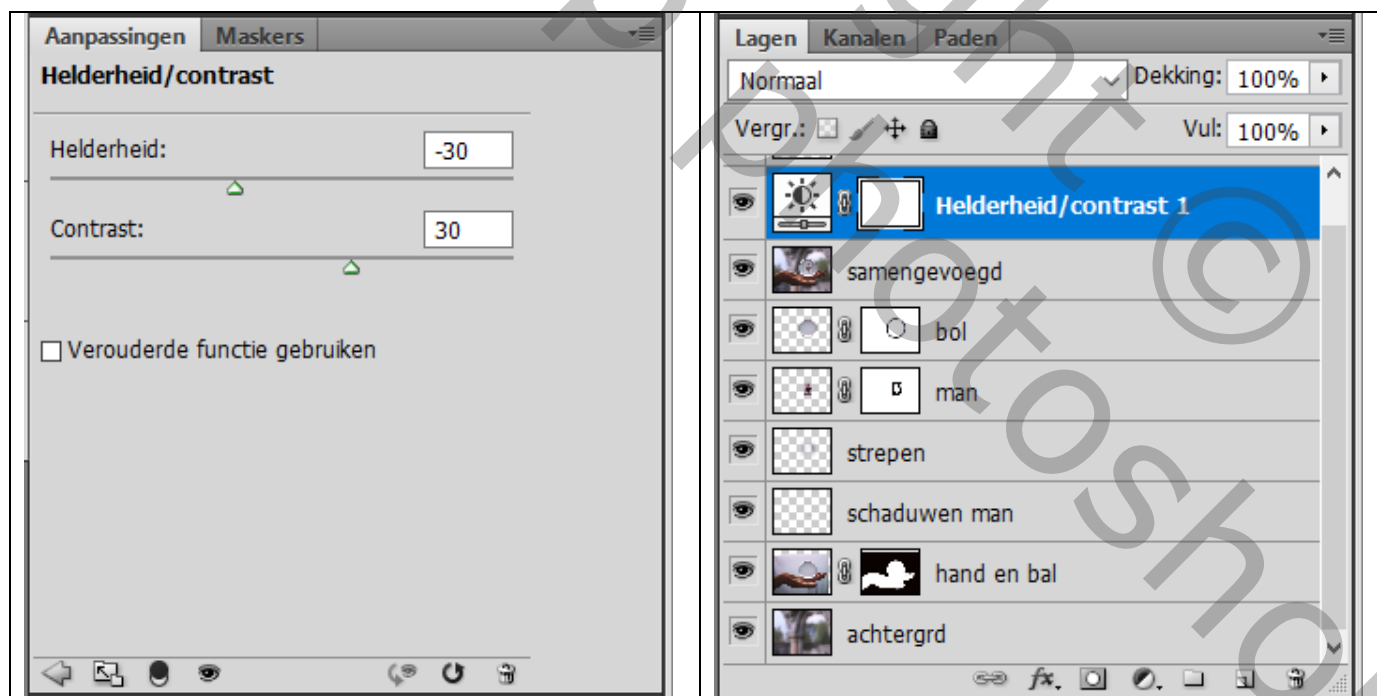 Aanpassingen Maskers
Helderheid/contrast
Helderheid: -30
Contrast: 30
Verouderde functie gebruiken
Lagen Kanalen Paden
Normaal Dekking: 100%
Vergr.: Vul: 100%
Helderheid/contrast 1
samengevoegd
bol
man
strepen
schaduwen man
hand en bal
achtergrd
fx.